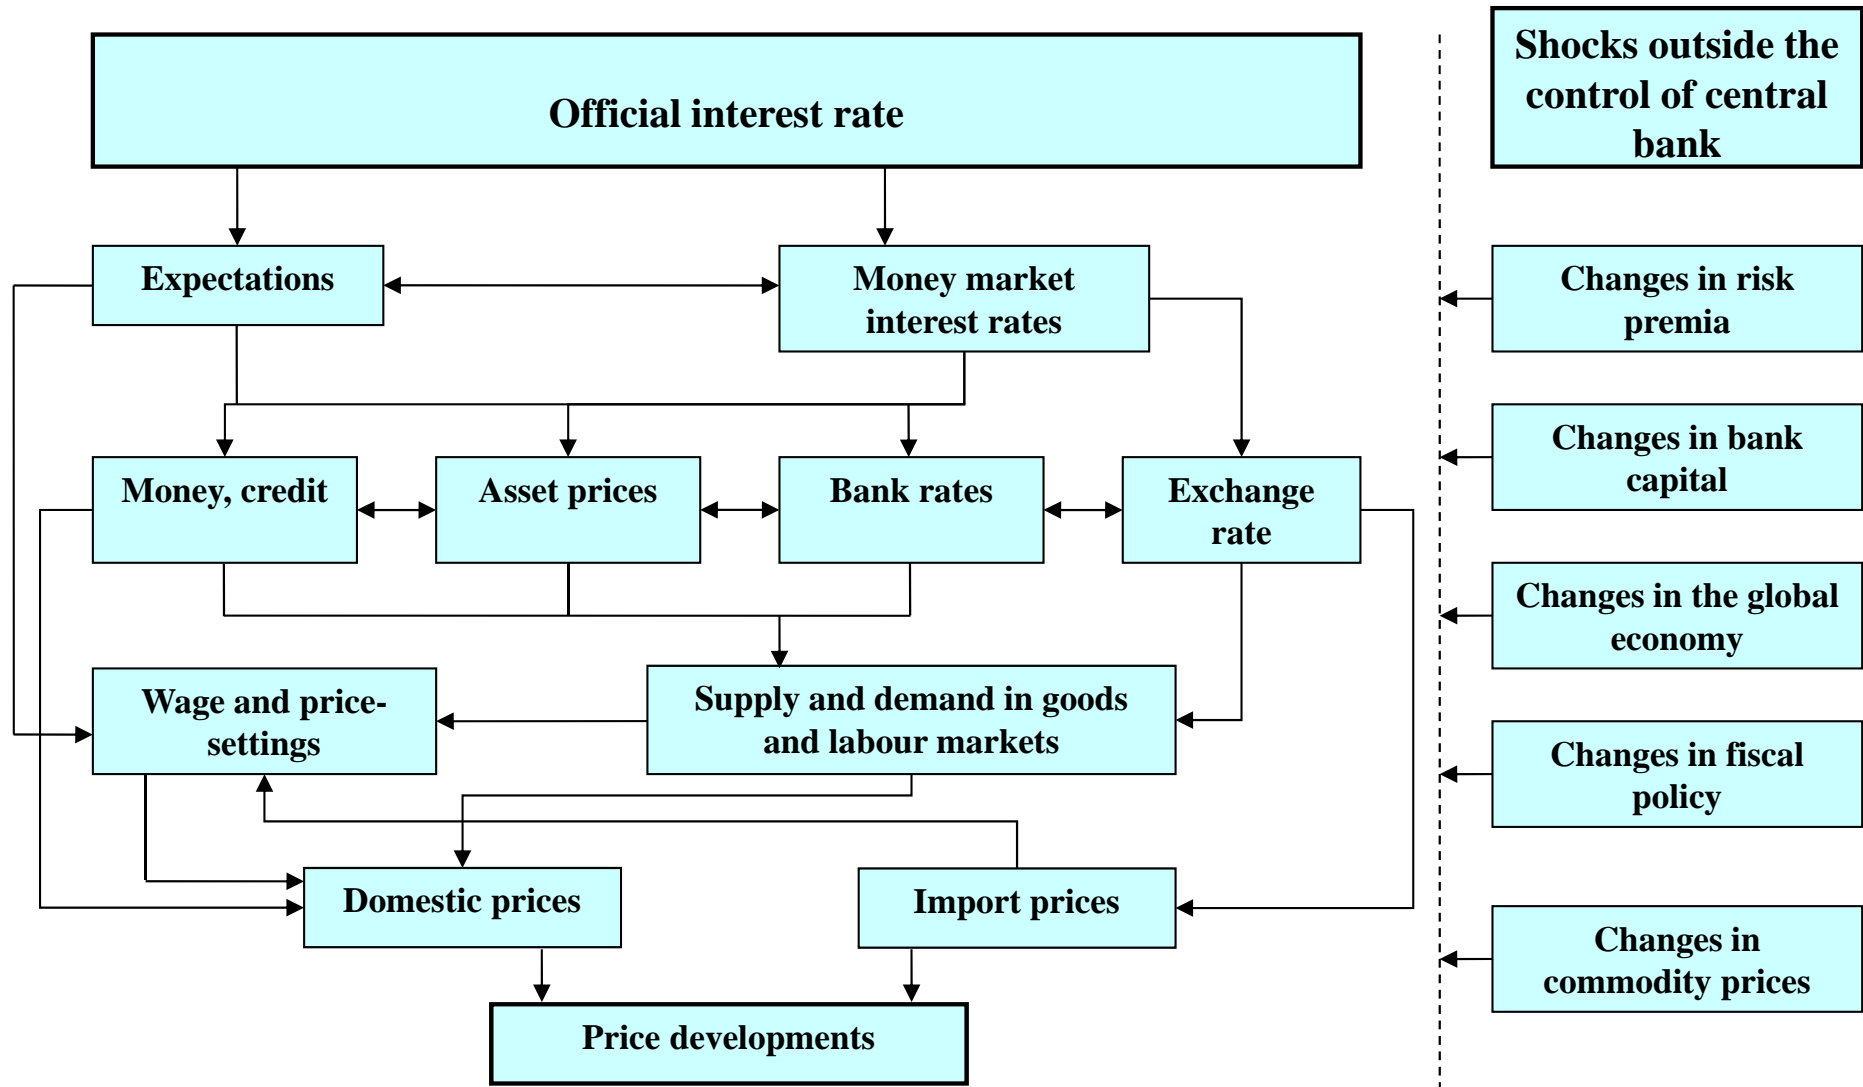 Official interest rate
Shocks outside the
control of central
bank
Expectations
Money market
interest rates
Changes in risk
premia
Money, credit
Asset prices
Bank rates
Exchange
rate
Changes in bank
capital
Changes in the global
economy
Wage and price-
settings
Supply and demand in goods
and labour markets
Changes in fiscal
policy
Domestic prices
Import prices
Changes in
commodity prices
Price developments